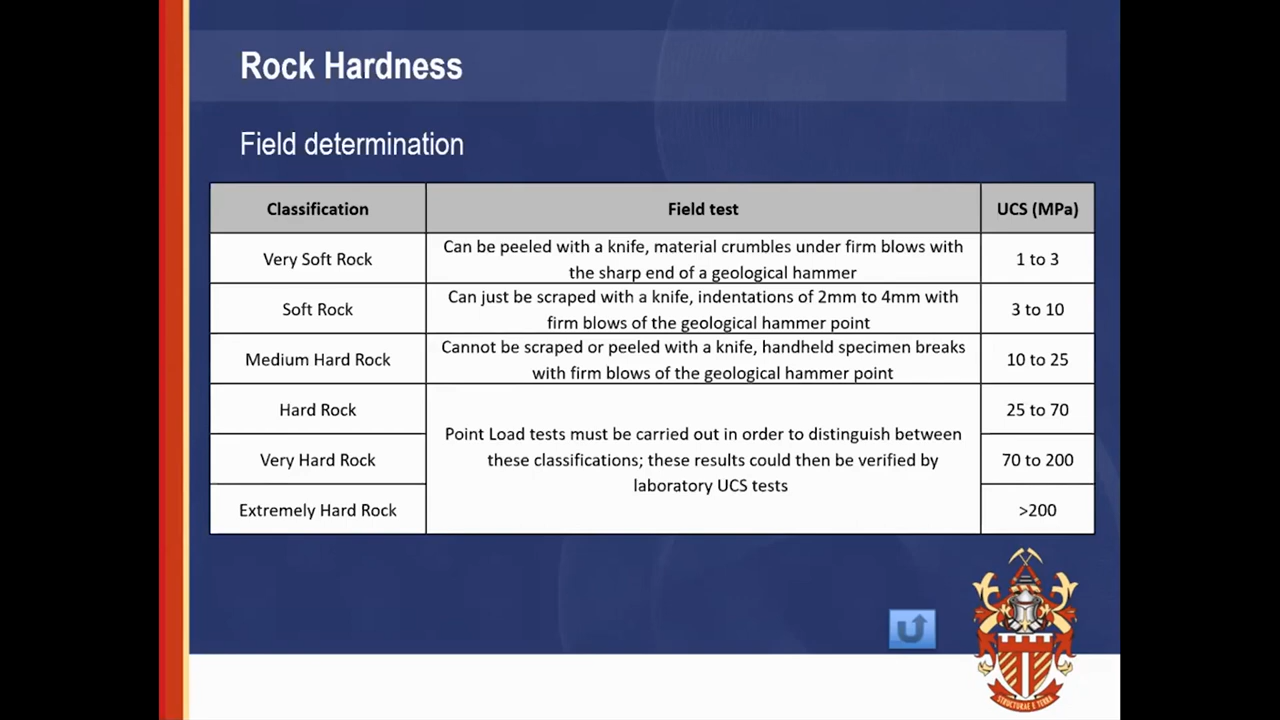 Rock Hardness
Field determination
Classification
Field test
UCS (MPa)
Very Soft Rock
Can be peeled with a knife, material crumbles under firm blows with
the sharp end of a geological hammer
1 to 3
Soft Rock
Can just be scraped with a knife, indentations of 2mm to 4mm with
firm blows of the geological hammer point
3 to 10
Medium Hard Rock
Cannot be scraped or peeled with a knife, handheld specimen breaks
with firm blows of the geological hammer point
10 to 25
Hard Rock
25 to 70
Point Load tests must be carried out in order to distinguish between
these classifications; these results could then be verified by
laboratory UCS tests
Very Hard Rock
70 to 200
Extremely Hard Rock
>200
STRUCTURAE E TERRA